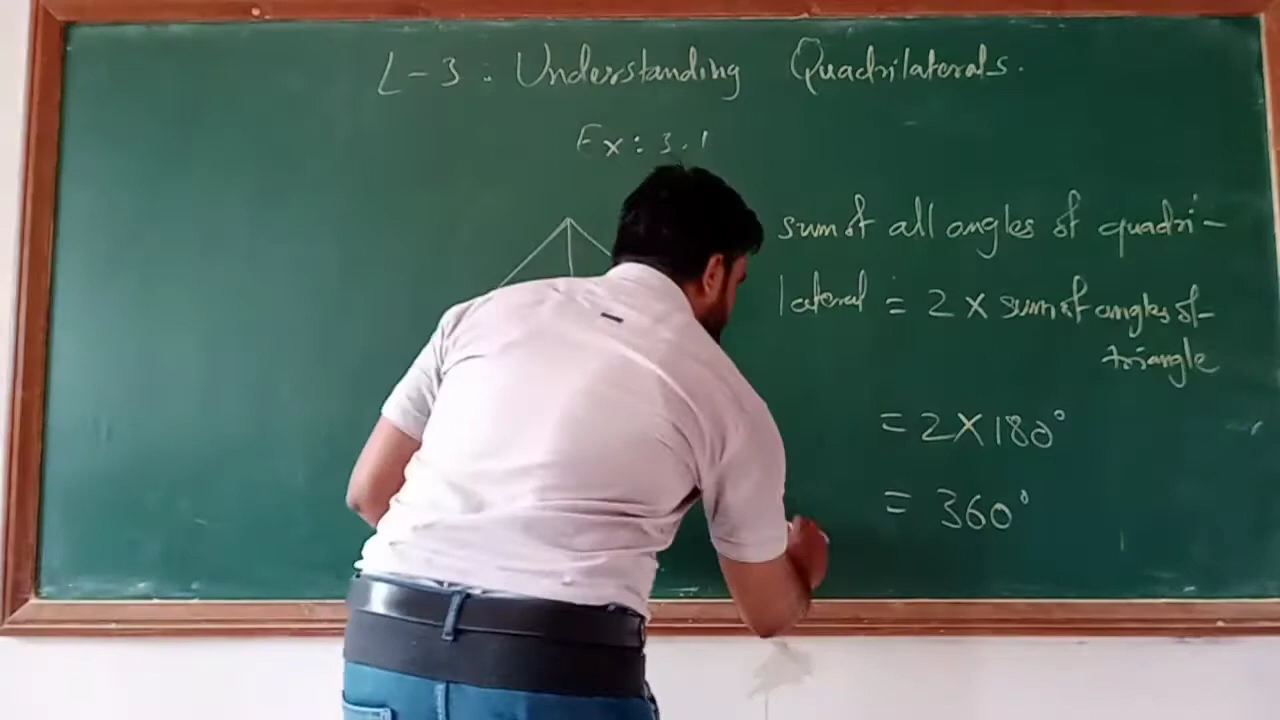 L-3 : Understanding Quadrilaterals.
Ex: 3.1
sum of all angles of quadri-
lateral = 2 × sum of angles of
triangle
= 2×180°
= 360°